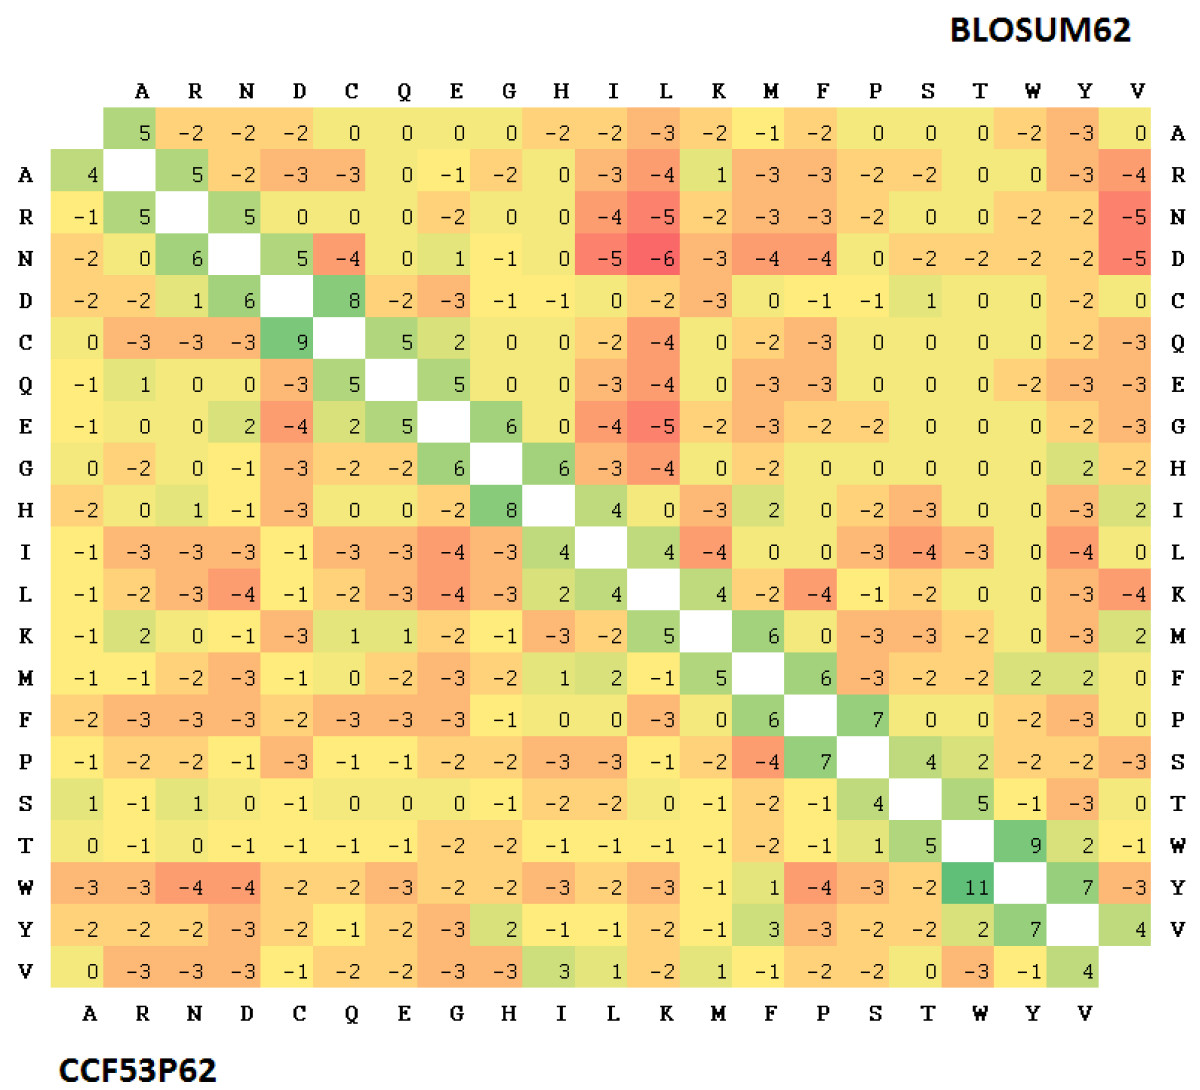 BLOSUM62
A R N D C Q E G H I L K M F P S T W Y V
5 -2 -2 -2 0 0 0 0 -2 -2 -3 -2 -1 -2 0 0 0 -2 -3 0 A
A 4 5 -2 -3 -3 0 -1 -2 0 -3 -4 1 -3 -3 -2 -2 0 0 -3 -4 R
R -1 5 5 0 0 0 -2 0 0 -4 -5 -2 -3 -3 -2 0 0 -2 -2 -5 N
N -2 0 6 5 -4 0 1 -1 0 -5 -6 -3 -4 -4 0 -2 -2 -2 -2 -5 D
D -2 -2 1 6 8 -2 -3 -1 -1 0 -2 -3 0 -1 -1 1 0 0 -2 0 C
C 0 -3 -3 -3 9 5 2 0 0 -2 -4 0 -2 -3 0 0 0 0 -2 -3 Q
Q -1 1 0 0 -3 5 5 0 0 -3 -4 0 -3 -3 0 0 0 -2 -3 -3 E
E -1 0 0 2 -4 2 5 6 0 -4 -5 -2 -3 -2 -2 0 0 0 -2 -3 G
G 0 -2 0 -1 -3 -2 -2 6 6 -3 -4 0 -2 0 0 0 0 0 2 -2 H
H -2 0 1 -1 -3 0 0 -2 8 4 0 -3 2 0 -2 -3 0 0 -3 2 I
I -1 -3 -3 -3 -1 -3 -3 -4 -3 4 4 -4 0 0 -3 -4 -3 0 -4 0 L
L -1 -2 -3 -4 -1 -2 -3 -4 -3 2 4 4 -2 -4 -1 -2 0 0 -3 -4 K
K -1 2 0 -1 -3 1 1 -2 -1 -3 -2 5 6 0 -3 -3 -2 0 -3 2 M
M -1 -1 -2 -3 -1 0 -2 -3 -2 1 2 -1 5 6 -3 -2 -2 2 2 0 F
F -2 -3 -3 -3 -2 -3 -3 -3 -1 0 0 -3 0 6 7 0 0 -2 -3 0 P
P -1 -2 -2 -1 -3 -1 -1 -2 -2 -3 -3 -1 -2 -4 7 4 2 -2 -2 -3 S
S 1 -1 1 0 -1 0 0 0 -1 -2 -2 0 -1 -2 -1 4 5 -1 -3 0 T
T 0 -1 0 -1 -1 -1 -1 -2 -2 -1 -1 -1 -1 -2 -1 1 5 9 2 -1 W
W -3 -3 -4 -4 -2 -2 -3 -2 -2 -3 -2 -3 -1 1 -4 -3 -2 11 7 -3 Y
Y -2 -2 -2 -3 -2 -1 -2 -3 2 -1 -1 -2 -1 3 -3 -2 -2 2 7 4 V
V 0 -3 -3 -3 -1 -2 -2 -3 -3 3 1 -2 1 -1 -2 -2 0 -3 -1 4
A R N D C Q E G H I L K M F P S T W Y V
CCF53P62